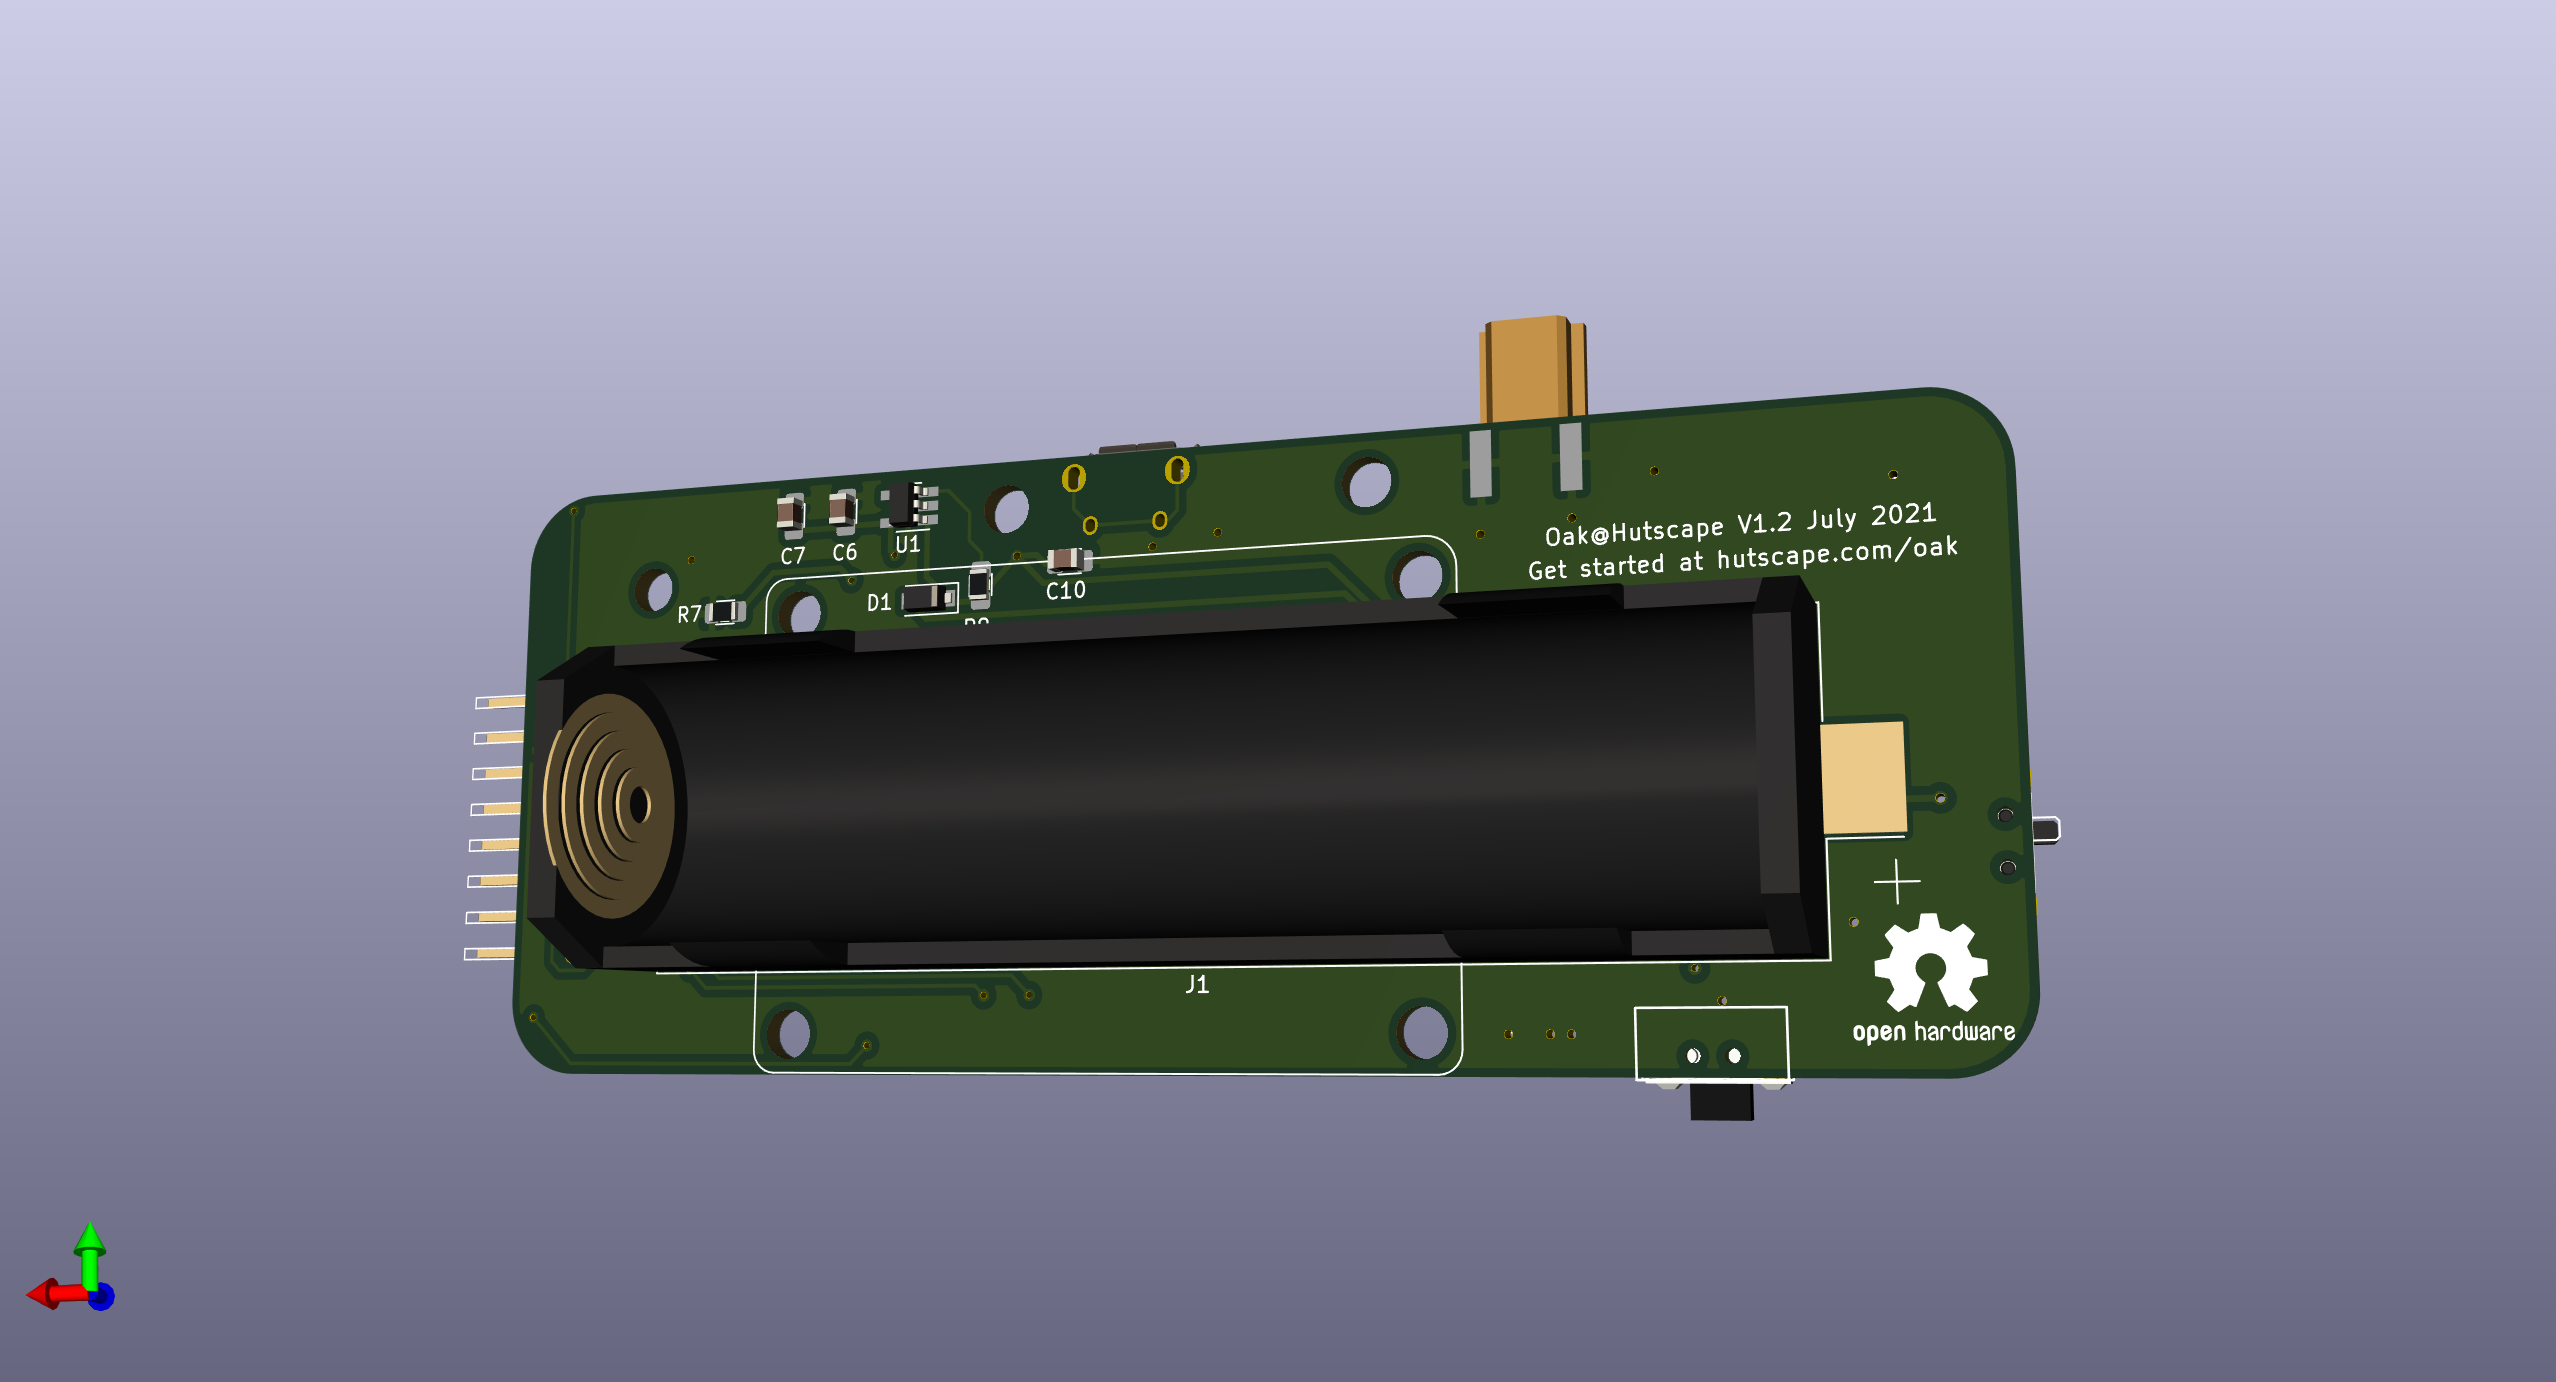 Oak@Hutscape V1.2 July 2021
Get started at hutscape.com/oak
C7
C6
U1
R7
D1
C10
J1
open hardware